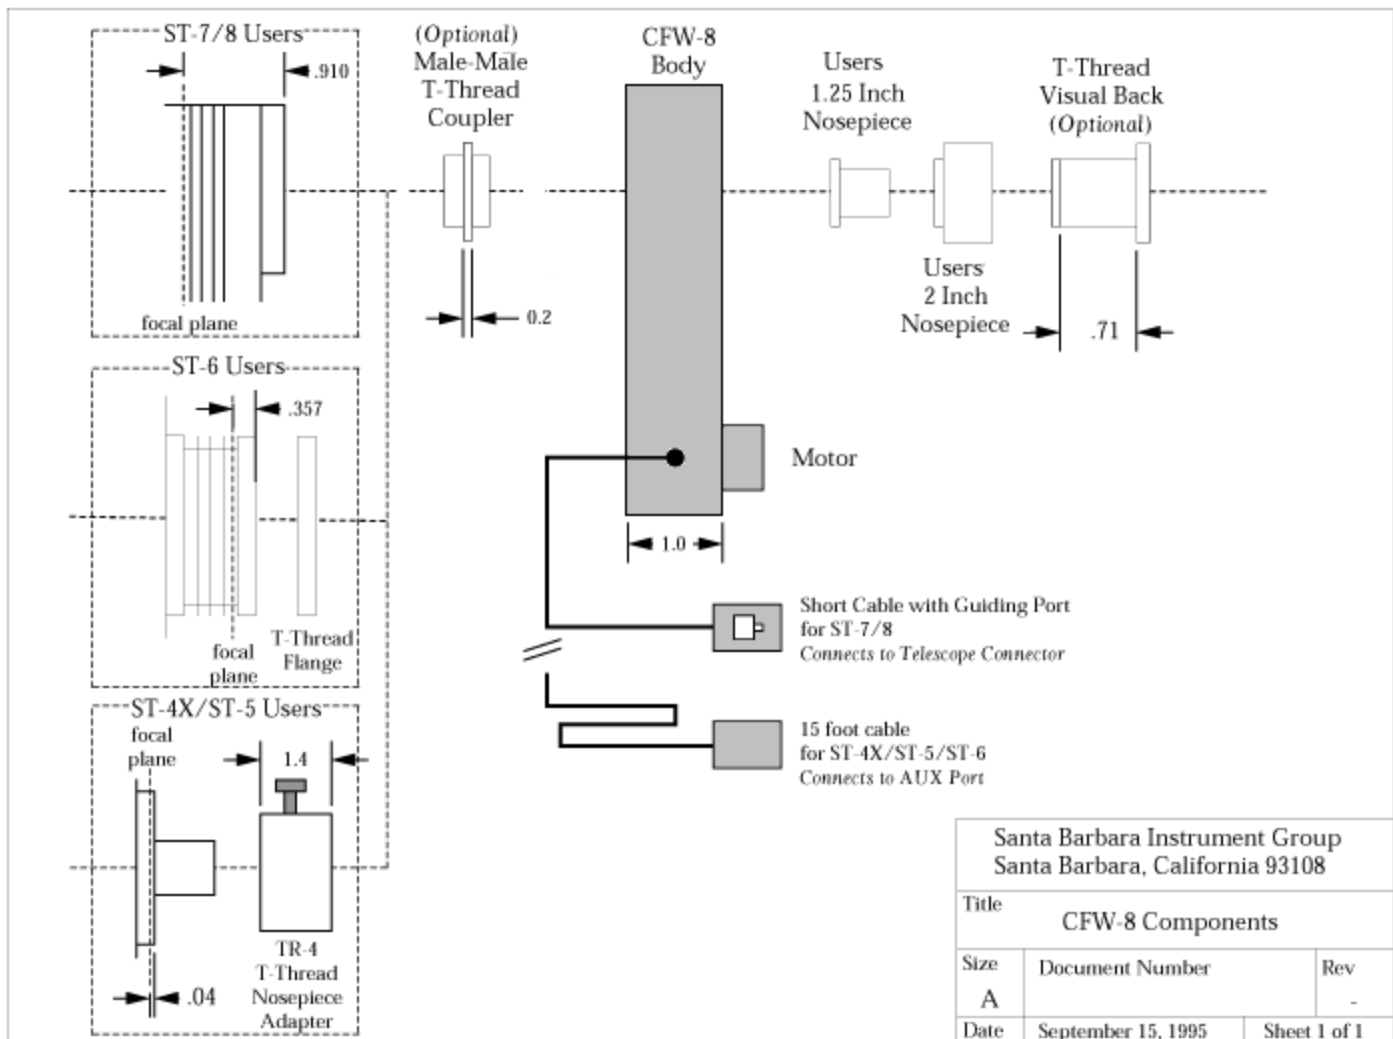 ST-7/8 Users
.910
focal plane
(Optional)
Male-Male
T-Thread
Coupler
0.2
CFW-8
Body
Users
1.25 Inch
Nosepiece
T-Thread
Visual Back
(Optional)
Users
2 Inch
Nosepiece
.71
ST-6 Users
.357
focal
plane
T-Thread
Flange
Motor
1.0
Short Cable with Guiding Port
for ST-7/8
Connects to Telescope Connector
ST-4X/ST-5 Users
focal
plane
1.4
.04
TR-4
T-Thread
Nosepiece
Adapter
15 foot cable
for ST-4X/ST-5/ST-6
Connects to AUX Port
Santa Barbara Instrument Group
Santa Barbara, California 93108
Title
CFW-8 Components
Size
A
Document Number
Rev
-
Date
September 15, 1995
Sheet 1 of 1